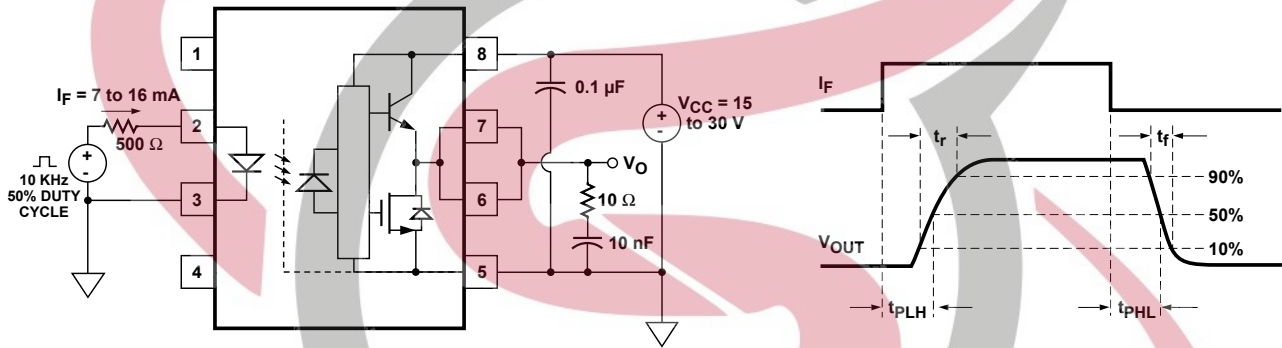 1
2
3
4
8
7
6
5
I_F = 7 to 16 mA
500 Ω
+
-
10 KHz
50% DUTY
CYCLE
0.1 µF
V_CC = 15
to 30 V
+
-
V_O
10 Ω
10 nF
I_F
t_r
t_f
90%
50%
10%
V_OUT
t_PLH
t_PHL